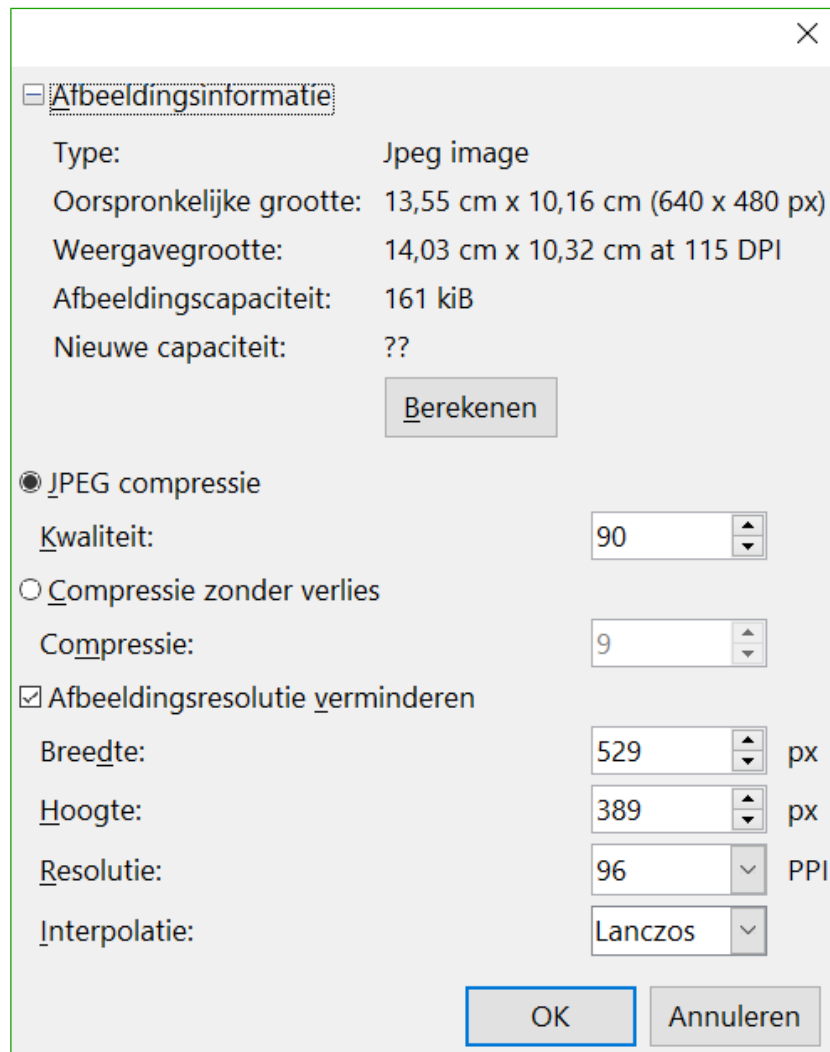 Afbeeldingsinformatie
Type: Jpeg image
Oorspronkelijke grootte: 13,55 cm x 10,16 cm (640 x 480 px)
Weergavegrootte: 14,03 cm x 10,32 cm at 115 DPI
Afbeeldingscapaciteit: 161 kiB
Nieuwe capaciteit: ??
Berekenen
JPEG compressie
Kwaliteit: 90
Compressie zonder verlies
Compressie: 9
Afbeeldingsresolutie verminderen
Breedte: 529 px
Hoogte: 389 px
Resolutie: 96 PPI
Interpolatie: Lanczos
OK Annuleren